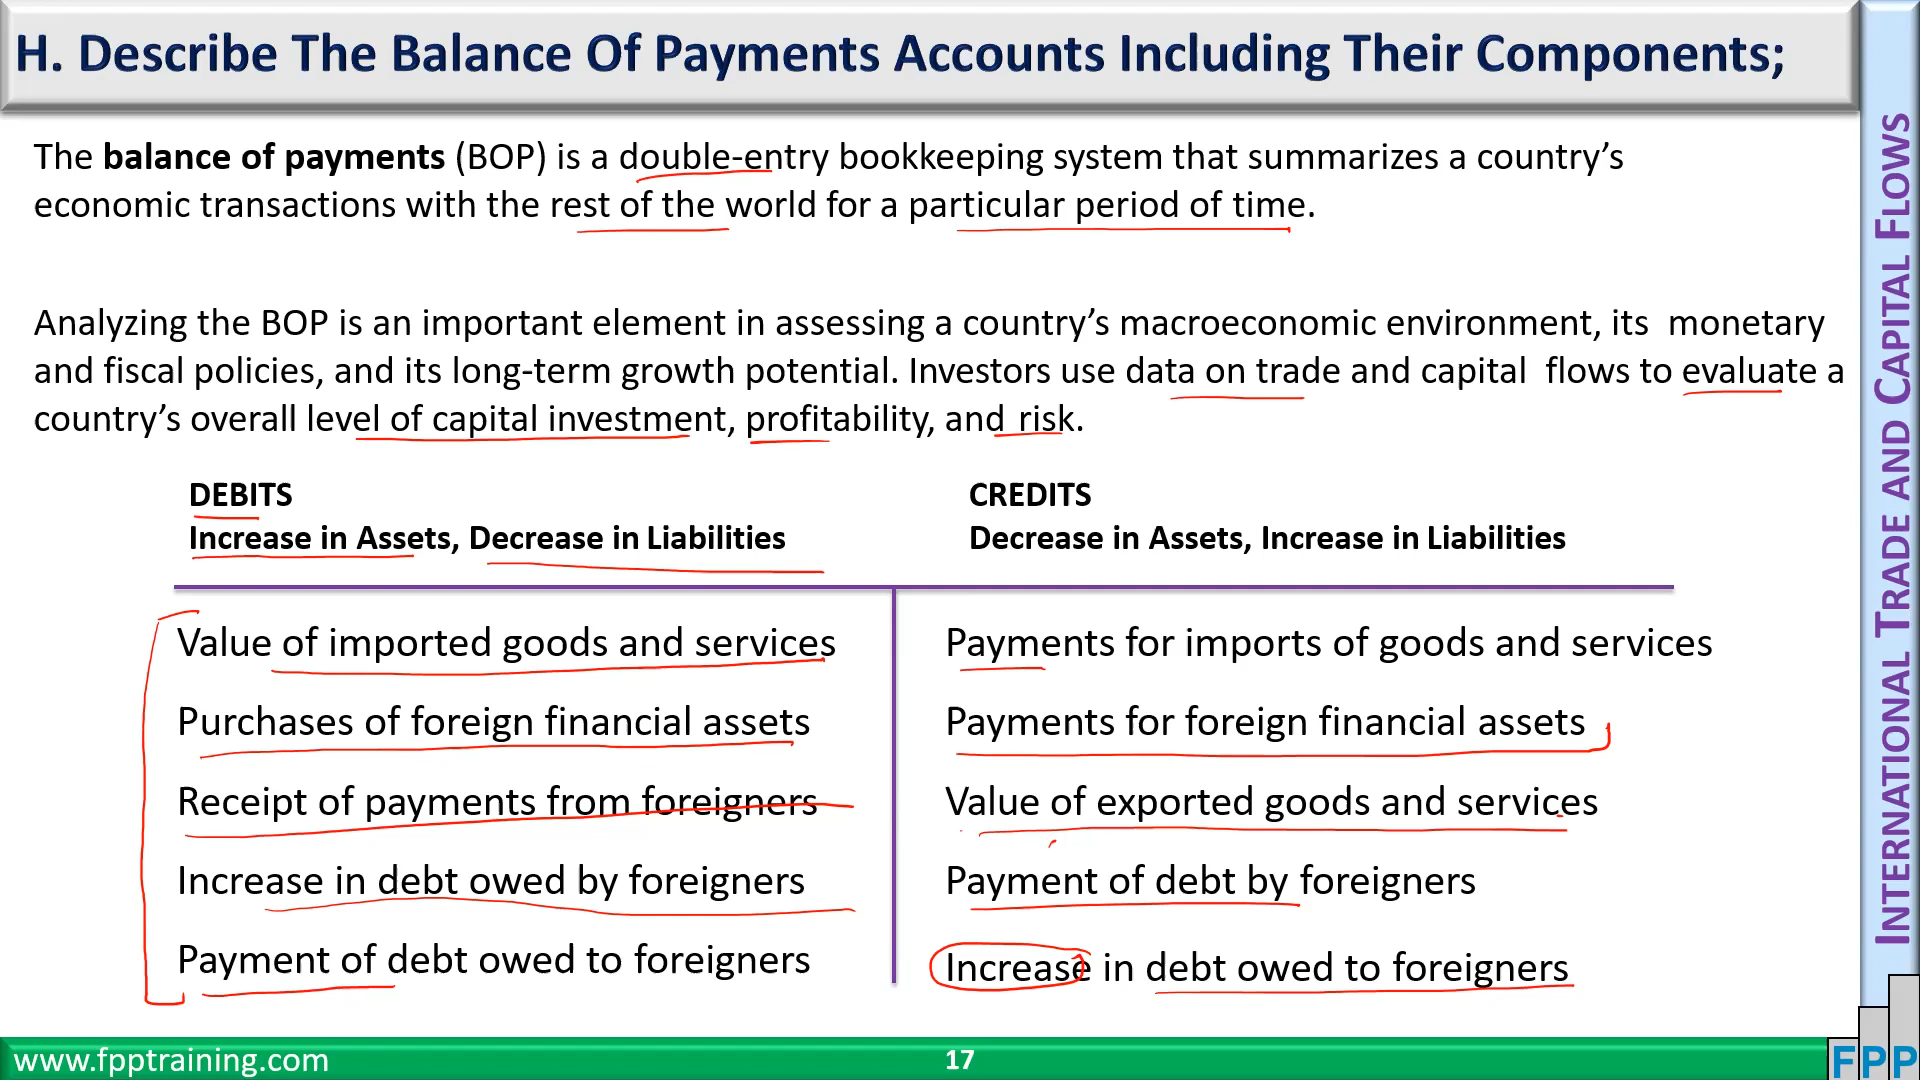 H. Describe The Balance Of Payments Accounts Including Their Components;
The balance of payments (BOP) is a double-entry bookkeeping system that summarizes a country’s
economic transactions with the rest of the world for a particular period of time.
Analyzing the BOP is an important element in assessing a country’s macroeconomic environment, its monetary
and fiscal policies, and its long-term growth potential. Investors use data on trade and capital flows to evaluate a
country’s overall level of capital investment, profitability, and risk.
DEBITS
Increase in Assets, Decrease in Liabilities
CREDITS
Decrease in Assets, Increase in Liabilities
Value of imported goods and services
Purchases of foreign financial assets
Receipt of payments from foreigners
Increase in debt owed by foreigners
Payment of debt owed to foreigners
Payments for imports of goods and services
Payments for foreign financial assets
Value of exported goods and services
Payment of debt by foreigners
Increase in debt owed to foreigners
INTERNATIONAL TRADE AND CAPITAL FLOWS
www.fpptraining.com
17
FPP